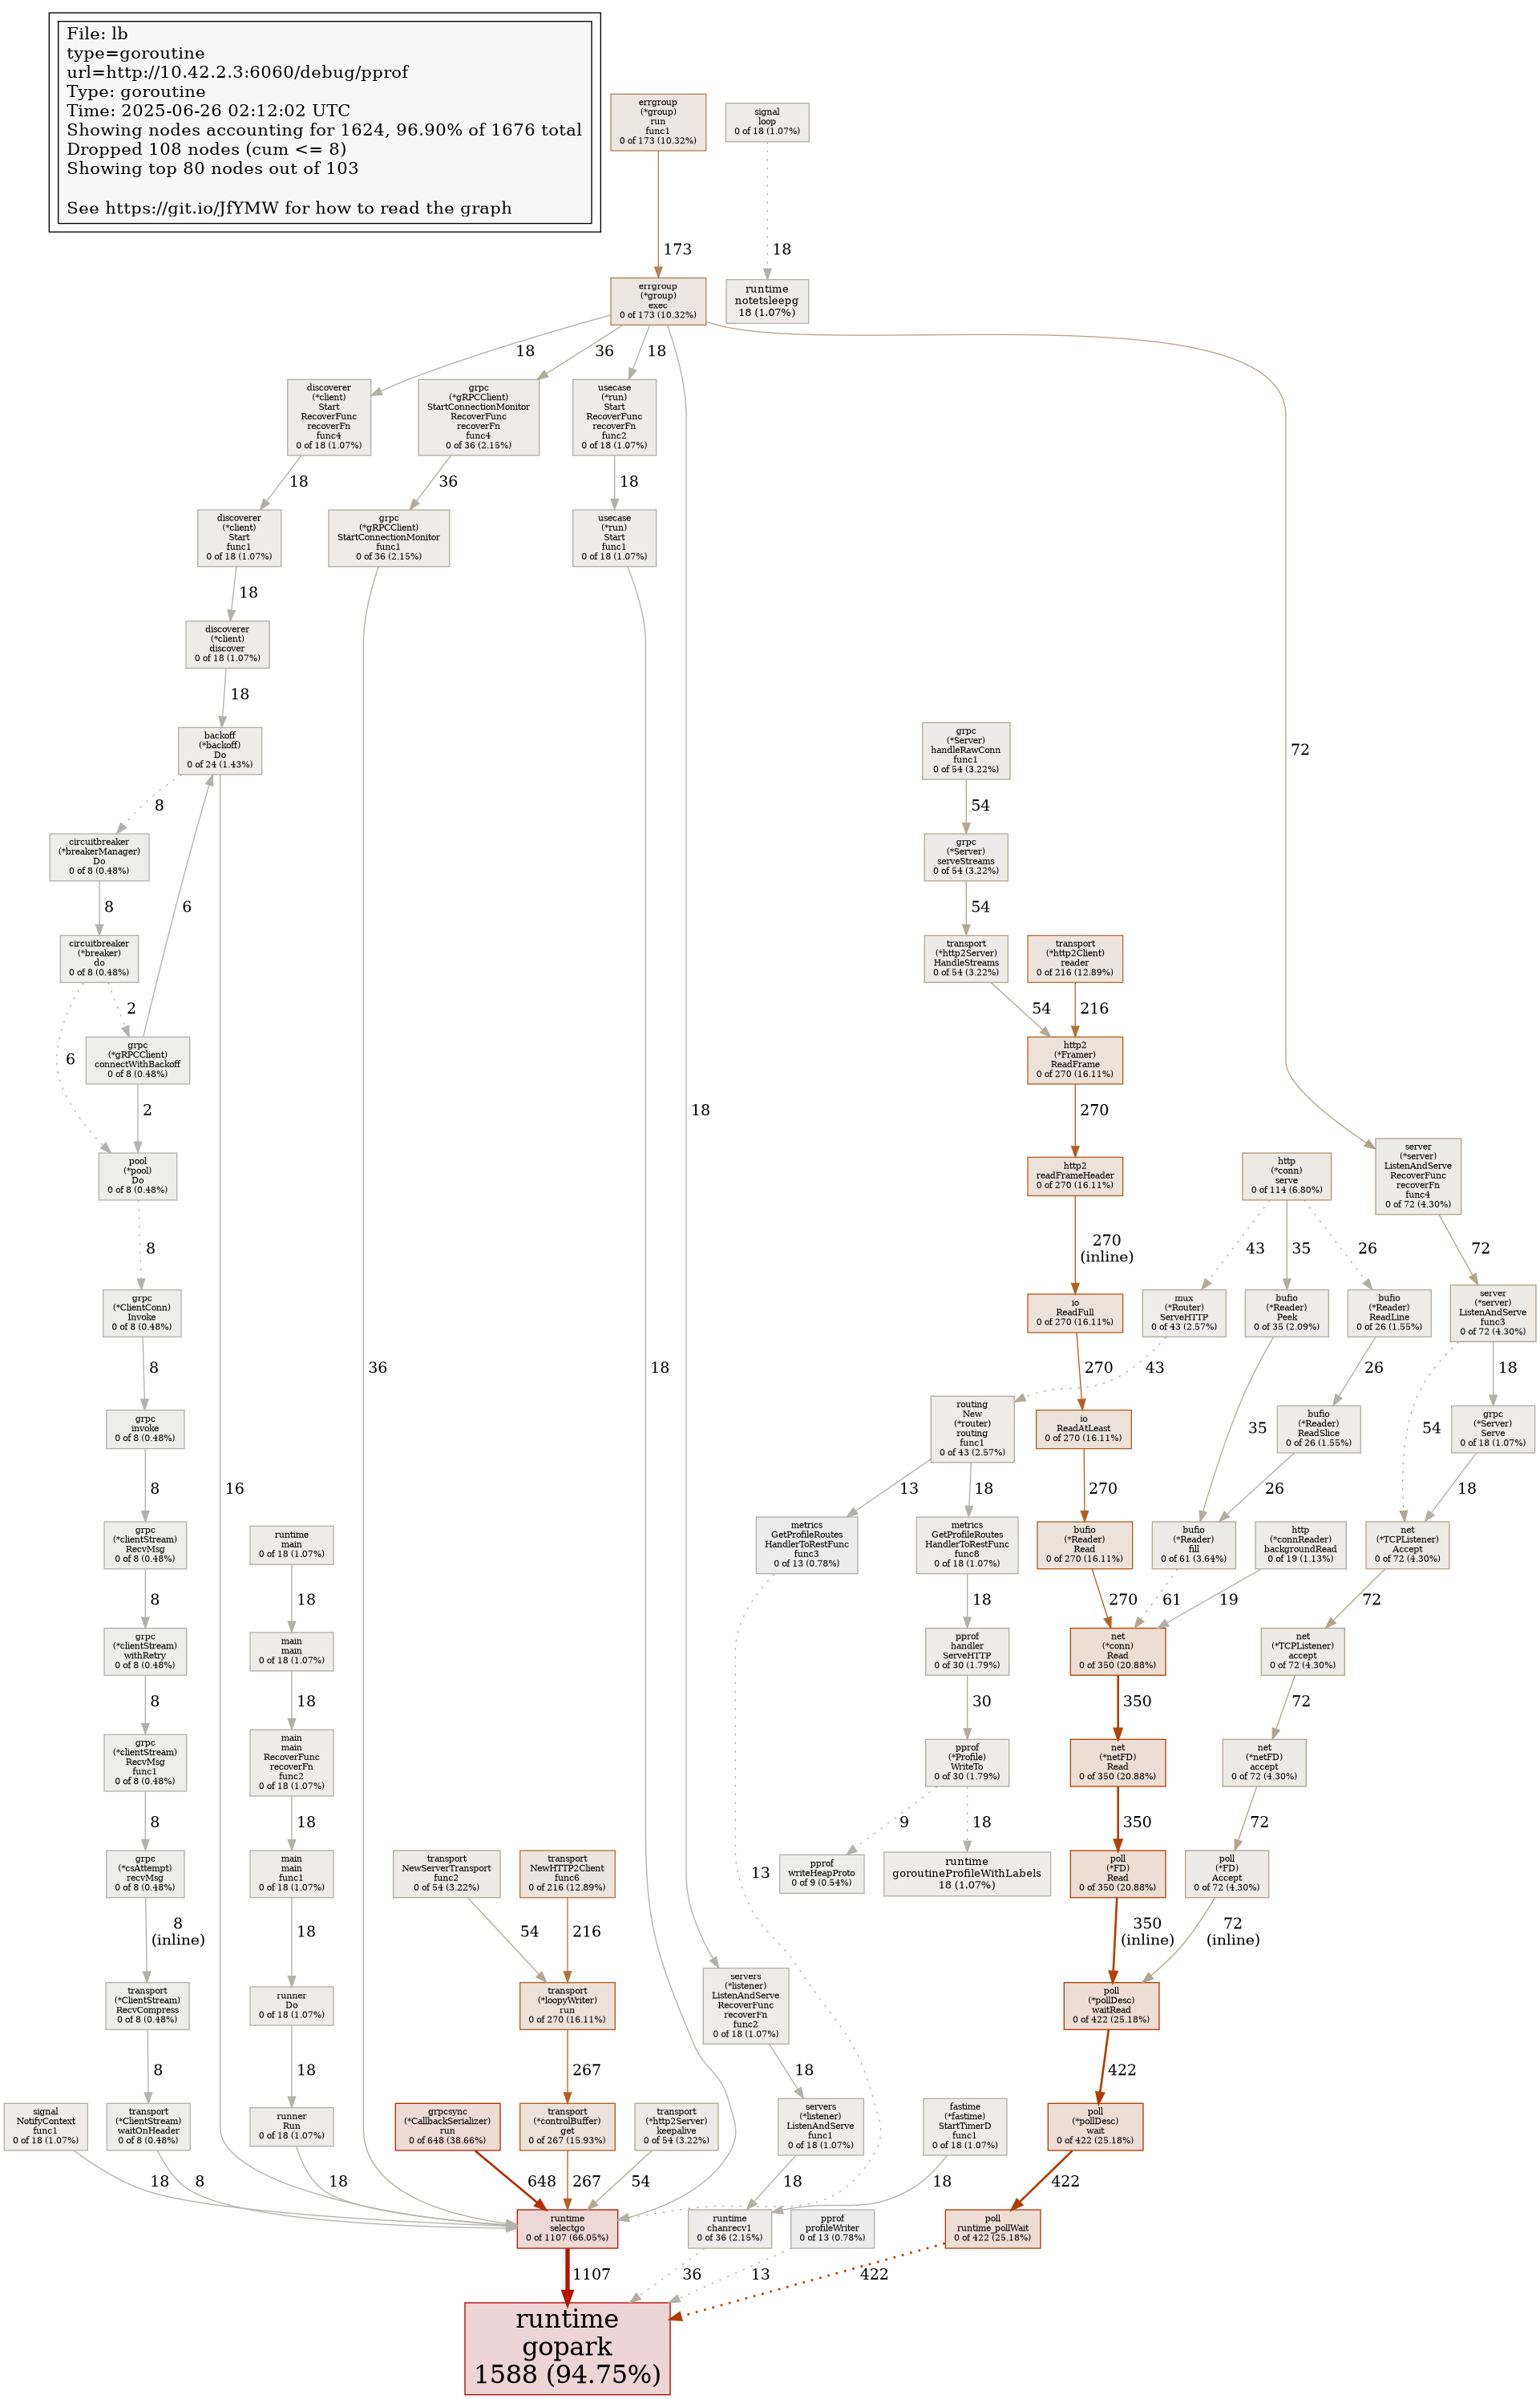 File: lb
type=goroutine
url=http://10.42.2.3:6060/debug/pprof
Type: goroutine
Time: 2025-06-26 02:12:02 UTC
Showing nodes accounting for 1624, 96.90% of 1676 total
Dropped 108 nodes (cum <= 8)
Showing top 80 nodes out of 103
See https://git.io/JfYMW for how to read the graph
errgroup
(*group)
run
func1
0 of 173 (10.32%)
signal
loop
0 of 18 (1.07%)
173
18
errgroup
(*group)
exec
0 of 173 (10.32%)
runtime
notetsleepg
18 (1.07%)
18
36
18
72
discoverer
(*client)
Start
RecoverFunc
recoverFn
func4
0 of 18 (1.07%)
grpc
(*gRPCClient)
StartConnectionMonitor
RecoverFunc
recoverFn
func4
0 of 36 (2.15%)
usecase
(*run)
Start
RecoverFunc
recoverFn
func2
0 of 18 (1.07%)
18
36
18
discoverer
(*client)
Start
func1
0 of 18 (1.07%)
grpc
(*gRPCClient)
StartConnectionMonitor
func1
0 of 36 (2.15%)
usecase
(*run)
Start
func1
0 of 18 (1.07%)
18
discoverer
(*client)
discover
0 of 18 (1.07%)
18
backoff
(*backoff)
Do
0 of 24 (1.43%)
grpc
(*Server)
handleRawConn
func1
0 of 54 (3.22%)
8
54
circuitbreaker
(*breakerManager)
Do
0 of 8 (0.48%)
grpc
(*Server)
serveStreams
0 of 54 (3.22%)
8
6
54
circuitbreaker
(*breaker)
do
0 of 8 (0.48%)
transport
(*http2Server)
HandleStreams
0 of 54 (3.22%)
transport
(*http2Client)
reader
0 of 216 (12.89%)
2
6
54
216
grpc
(*gRPCClient)
connectWithBackoff
0 of 8 (0.48%)
http2
(*Framer)
ReadFrame
0 of 270 (16.11%)
2
18
270
pool
(*pool)
Do
0 of 8 (0.48%)
http2
readFrameHeader
0 of 270 (16.11%)
http
(*conn)
serve
0 of 114 (6.80%)
server
(*server)
ListenAndServe
RecoverFunc
recoverFn
func4
0 of 72 (4.30%)
8
270
(inline)
43
35
26
72
grpc
(*ClientConn)
Invoke
0 of 8 (0.48%)
io
ReadFull
0 of 270 (16.11%)
mux
(*Router)
ServeHTTP
0 of 43 (2.57%)
bufio
(*Reader)
Peek
0 of 35 (2.09%)
bufio
(*Reader)
ReadLine
0 of 26 (1.55%)
server
(*server)
ListenAndServe
func3
0 of 72 (4.30%)
8
36
18
270
43
26
18
grpc
invoke
0 of 8 (0.48%)
routing
New
(*router)
routing
func1
0 of 43 (2.57%)
io
ReadAtLeast
0 of 270 (16.11%)
35
bufio
(*Reader)
ReadSlice
0 of 26 (1.55%)
54
grpc
(*Server)
Serve
0 of 18 (1.07%)
8
16
13
18
270
26
18
grpc
(*clientStream)
RecvMsg
0 of 8 (0.48%)
runtime
main
0 of 18 (1.07%)
metrics
GetProfileRoutes
HandlerToRestFunc
func3
0 of 13 (0.78%)
metrics
GetProfileRoutes
HandlerToRestFunc
func8
0 of 18 (1.07%)
bufio
(*Reader)
Read
0 of 270 (16.11%)
bufio
(*Reader)
fill
0 of 61 (3.64%)
http
(*connReader)
backgroundRead
0 of 19 (1.13%)
net
(*TCPListener)
Accept
0 of 72 (4.30%)
8
18
18
270
61
19
72
grpc
(*clientStream)
withRetry
0 of 8 (0.48%)
main
main
0 of 18 (1.07%)
pprof
handler
ServeHTTP
0 of 30 (1.79%)
net
(*conn)
Read
0 of 350 (20.88%)
net
(*TCPListener)
accept
0 of 72 (4.30%)
8
18
30
350
72
grpc
(*clientStream)
RecvMsg
func1
0 of 8 (0.48%)
main
main
RecoverFunc
recoverFn
func2
0 of 18 (1.07%)
pprof
(*Profile)
WriteTo
0 of 30 (1.79%)
net
(*netFD)
Read
0 of 350 (20.88%)
net
(*netFD)
accept
0 of 72 (4.30%)
8
18
9
18
350
72
grpc
(*csAttempt)
recvMsg
0 of 8 (0.48%)
main
main
func1
0 of 18 (1.07%)
transport
NewServerTransport
func2
0 of 54 (3.22%)
transport
NewHTTP2Client
func6
0 of 216 (12.89%)
13
pprof
writeHeapProto
0 of 9 (0.54%)
runtime
goroutineProfileWithLabels
18 (1.07%)
poll
(*FD)
Read
0 of 350 (20.88%)
poll
(*FD)
Accept
0 of 72 (4.30%)
8
(inline)
18
54
216
350
(inline)
72
(inline)
transport
(*ClientStream)
RecvCompress
0 of 8 (0.48%)
runner
Do
0 of 18 (1.07%)
transport
(*loopyWriter)
run
0 of 270 (16.11%)
servers
(*listener)
ListenAndServe
RecoverFunc
recoverFn
func2
0 of 18 (1.07%)
poll
(*pollDesc)
waitRead
0 of 422 (25.18%)
8
18
267
18
422
signal
NotifyContext
func1
0 of 18 (1.07%)
transport
(*ClientStream)
waitOnHeader
0 of 8 (0.48%)
runner
Run
0 of 18 (1.07%)
grpcsync
(*CallbackSerializer)
run
0 of 648 (38.66%)
transport
(*controlBuffer)
get
0 of 267 (15.93%)
transport
(*http2Server)
keepalive
0 of 54 (3.22%)
servers
(*listener)
ListenAndServe
func1
0 of 18 (1.07%)
fastime
(*fastime)
StartTimerD
func1
0 of 18 (1.07%)
poll
(*pollDesc)
wait
0 of 422 (25.18%)
18
8
18
648
267
54
18
18
422
runtime
selectgo
0 of 1107 (66.05%)
runtime
chanrecv1
0 of 36 (2.15%)
pprof
profileWriter
0 of 13 (0.78%)
poll
runtime_pollWait
0 of 422 (25.18%)
1107
36
13
422
runtime
gopark
1588 (94.75%)